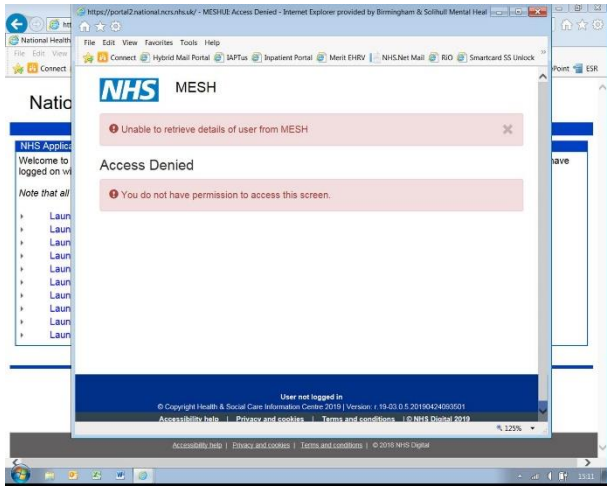 https://portal2.national.ncrs.nhs.uk/ - MESHUI: Access Denied - Internet Explorer provided by Birmingham & Solihull Mental Heal
National Health
File Edit View Favorites Tools Help
File Edit View
Connect Hybrid Mail Portal IAPTus Inpatient Portal Merit EHRV NHS.Net Mail RiO Smartcard SS Unlock
Connect
Point ESR
NHS MESH
Natio
Unable to retrieve details of user from MESH
NHS Applica
Welcome to
have
logged on wi
Access Denied
Note that all
You do not have permission to access this screen.
Laun
Laun
Laun
Laun
Laun
Laun
Laun
Laun
Laun
Laun
User not logged in
© Copyright Health & Social Care Information Centre 2019 | Version: r.19-03.0.5.20190424093501
Accessibility help | Privacy and cookies | Terms and conditions | © NHS Digital 2019
125%
Accessibility help | Privacy and cookies | Terms and conditions | © 2016 NHS Digital
15:11